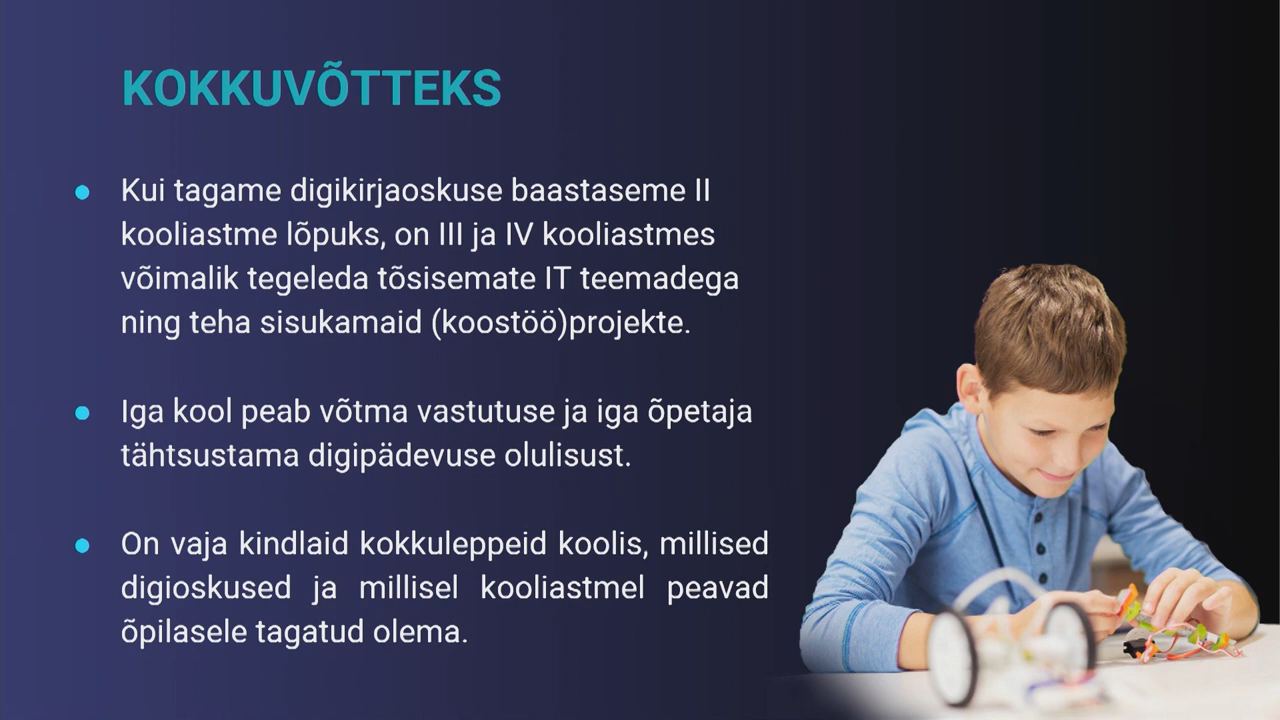 KOKKUVÕTTEKS
Kui tagame digikirjaoskuse baastaseme II
kooliastme lõpuks, on III ja IV kooliastmes
võimalik tegeleda tõsisemate IT teemadega
ning teha sisukamaid (koostöö)projekte.
Iga kool peab võtma vastutuse ja iga õpetaja
tähtsustama digipädevuse olulisust.
On vaja kindlaid kokkuleppeid koolis, millised
digioskused ja millisel kooliastmel peavad
õpilasele tagatud olema.